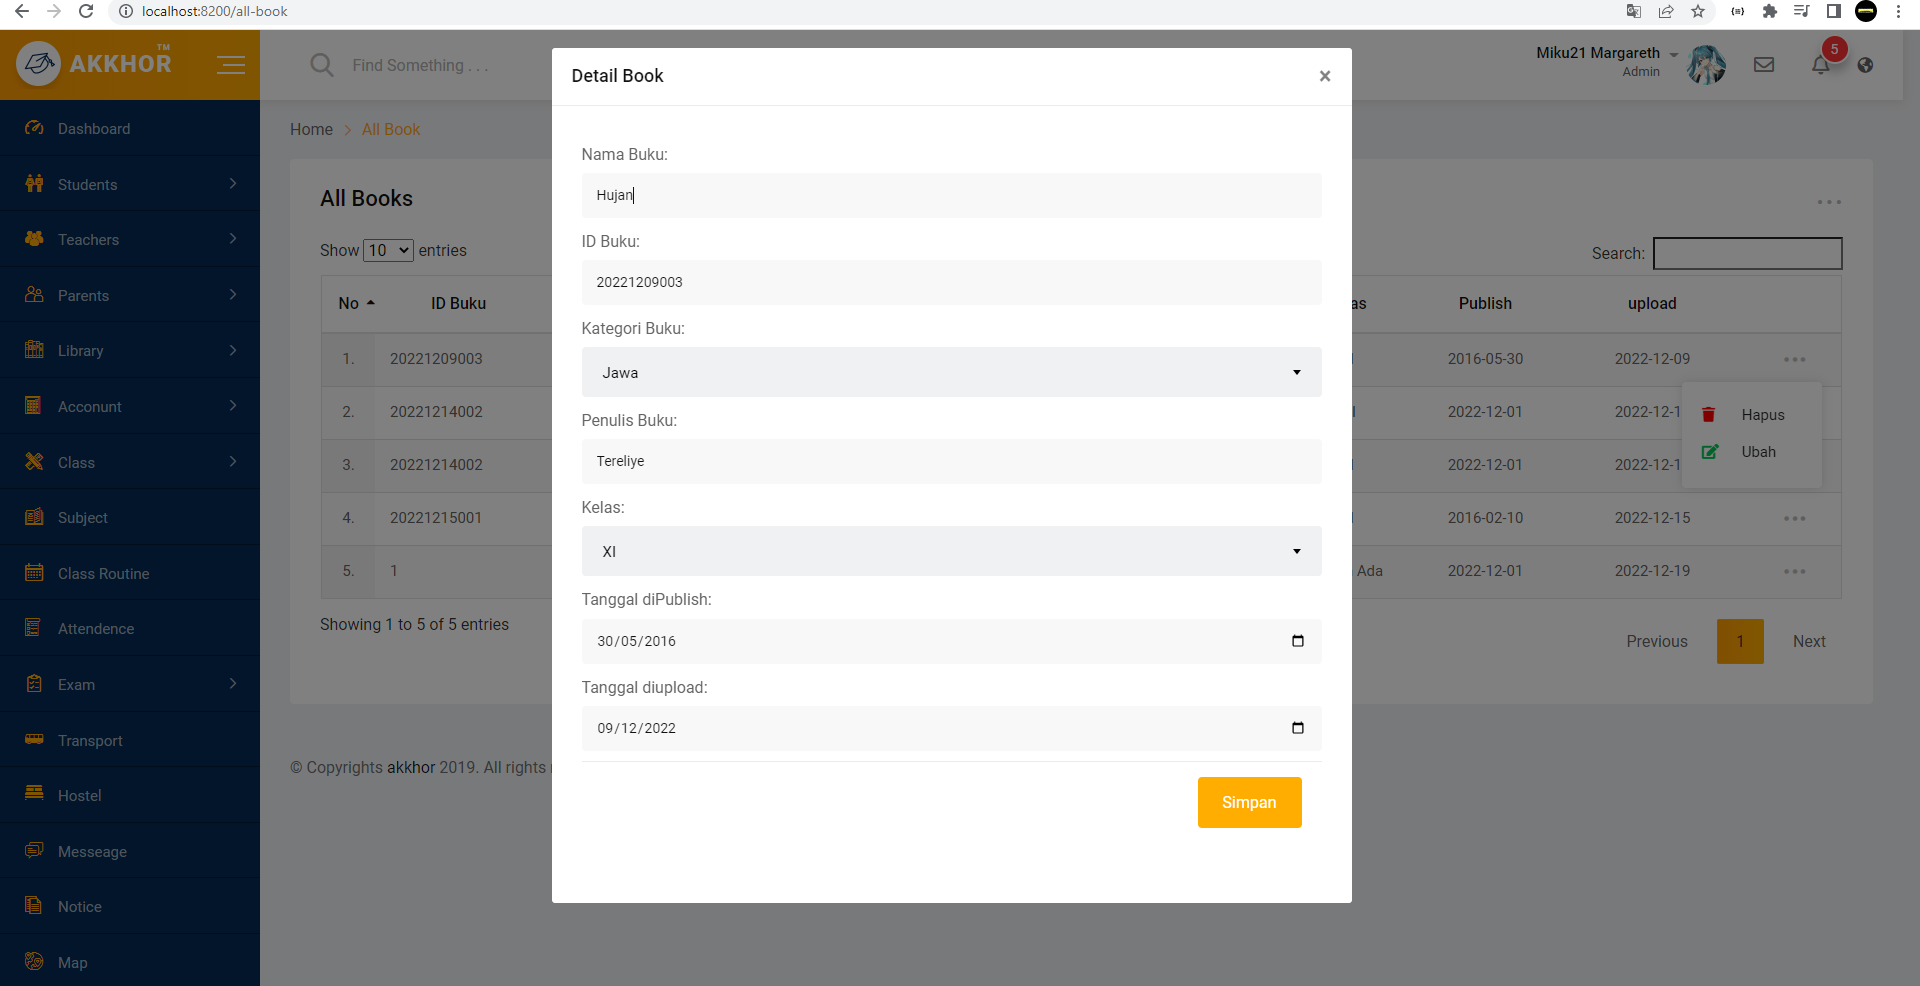 localhost:8200/all-book
AKKHOR TM
Find Something . . .
Miku21 Margareth
Admin
5
Dashboard
Students
Teachers
Parents
Library
Acconunt
Class
Subject
Class Routine
Attendence
Exam
Transport
Hostel
Messeage
Notice
Map
Home > All Book
All Books
Show 10 entries
Search:
No ID Buku as Publish upload
1. 20221209003 2016-05-30 2022-12-09
2. 20221214002 2022-12-01 2022-12-1
3. 20221214002 2022-12-01 2022-12-1
4. 20221215001 2016-02-10 2022-12-15
5. 1 Ada 2022-12-01 2022-12-19
Hapus
Ubah
Showing 1 to 5 of 5 entries
Previous 1 Next
© Copyrights akkhor 2019. All rights
Detail Book ×
Nama Buku:
Hujan
ID Buku:
20221209003
Kategori Buku:
Jawa
Penulis Buku:
Tereliye
Kelas:
XI
Tanggal diPublish:
30/05/2016
Tanggal diupload:
09/12/2022
Simpan